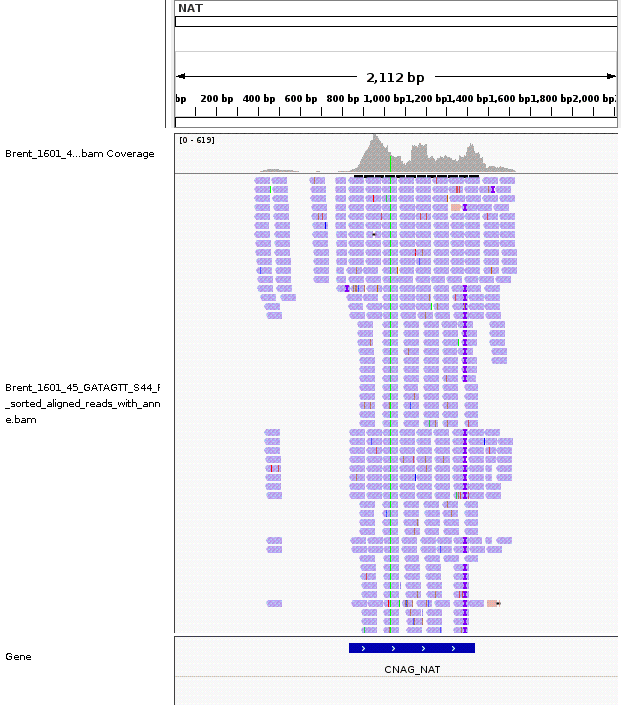 NAT
2,112 bp
bp 200 bp 400 bp 600 bp 800 bp 1,000 bp 1,200 bp 1,400 bp 1,600 bp 1,800 bp 2,000 bp
[0 - 619]
Brent_1601_4...bam Coverage
Brent_1601_45_GATAGTT_S44_F
_sorted_aligned_reads_with_ann
e.bam
Gene
CNAG_NAT